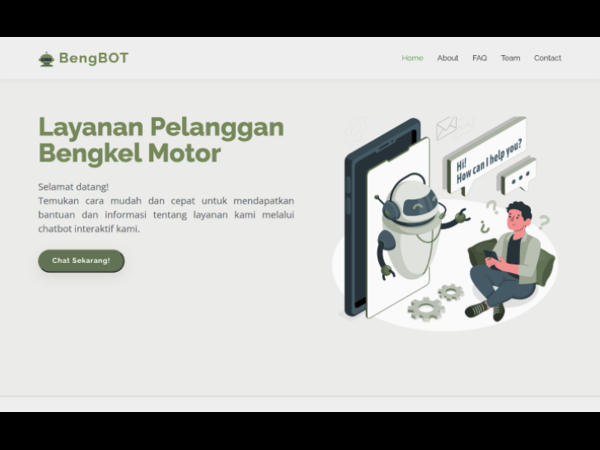 BengBOT
Home About FAQ Team Contact
Layanan Pelanggan
Bengkel Motor
Selamat datang!
Temukan cara mudah dan cepat untuk mendapatkan
bantuan dan informasi tentang layanan kami melalui
chatbot interaktif kami.
Chat Sekarang!
Hi!
How can I help you?